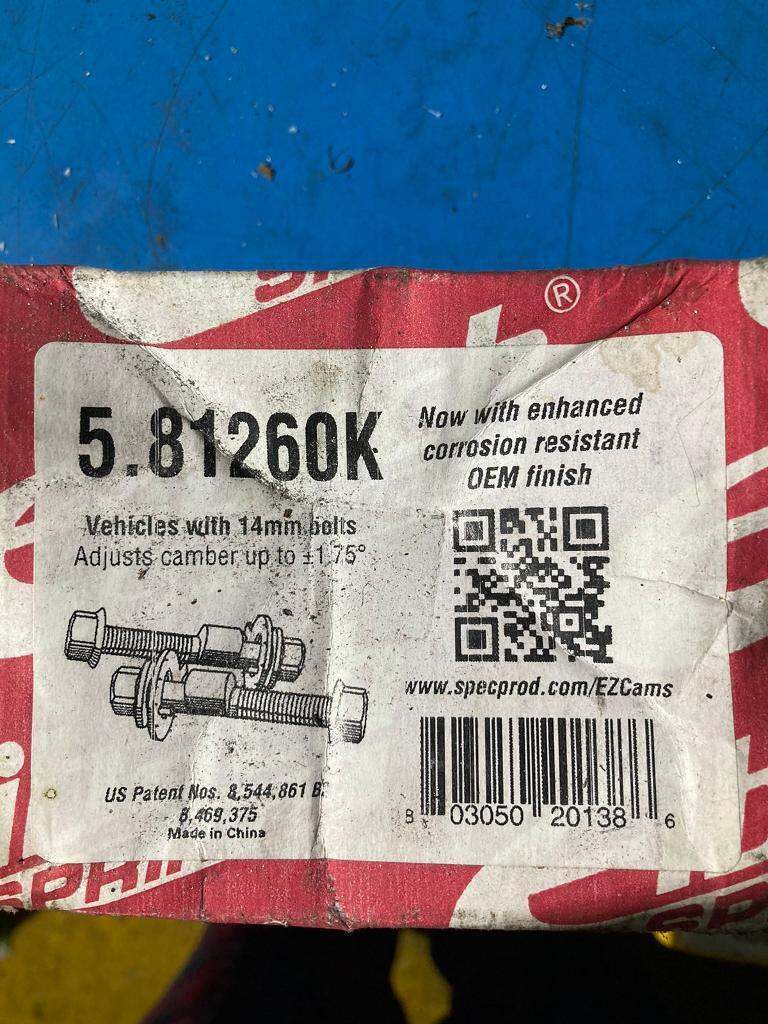 ®
5.81260K
Now with enhanced
corrosion resistant
OEM finish
Vehicles with 14mm bolts
Adjusts camber up to ±1.75°
www.specprod.com/EZCams
US Patent Nos. 8,544,861 B
8,469,375
Made in China
8 03050 20138 6